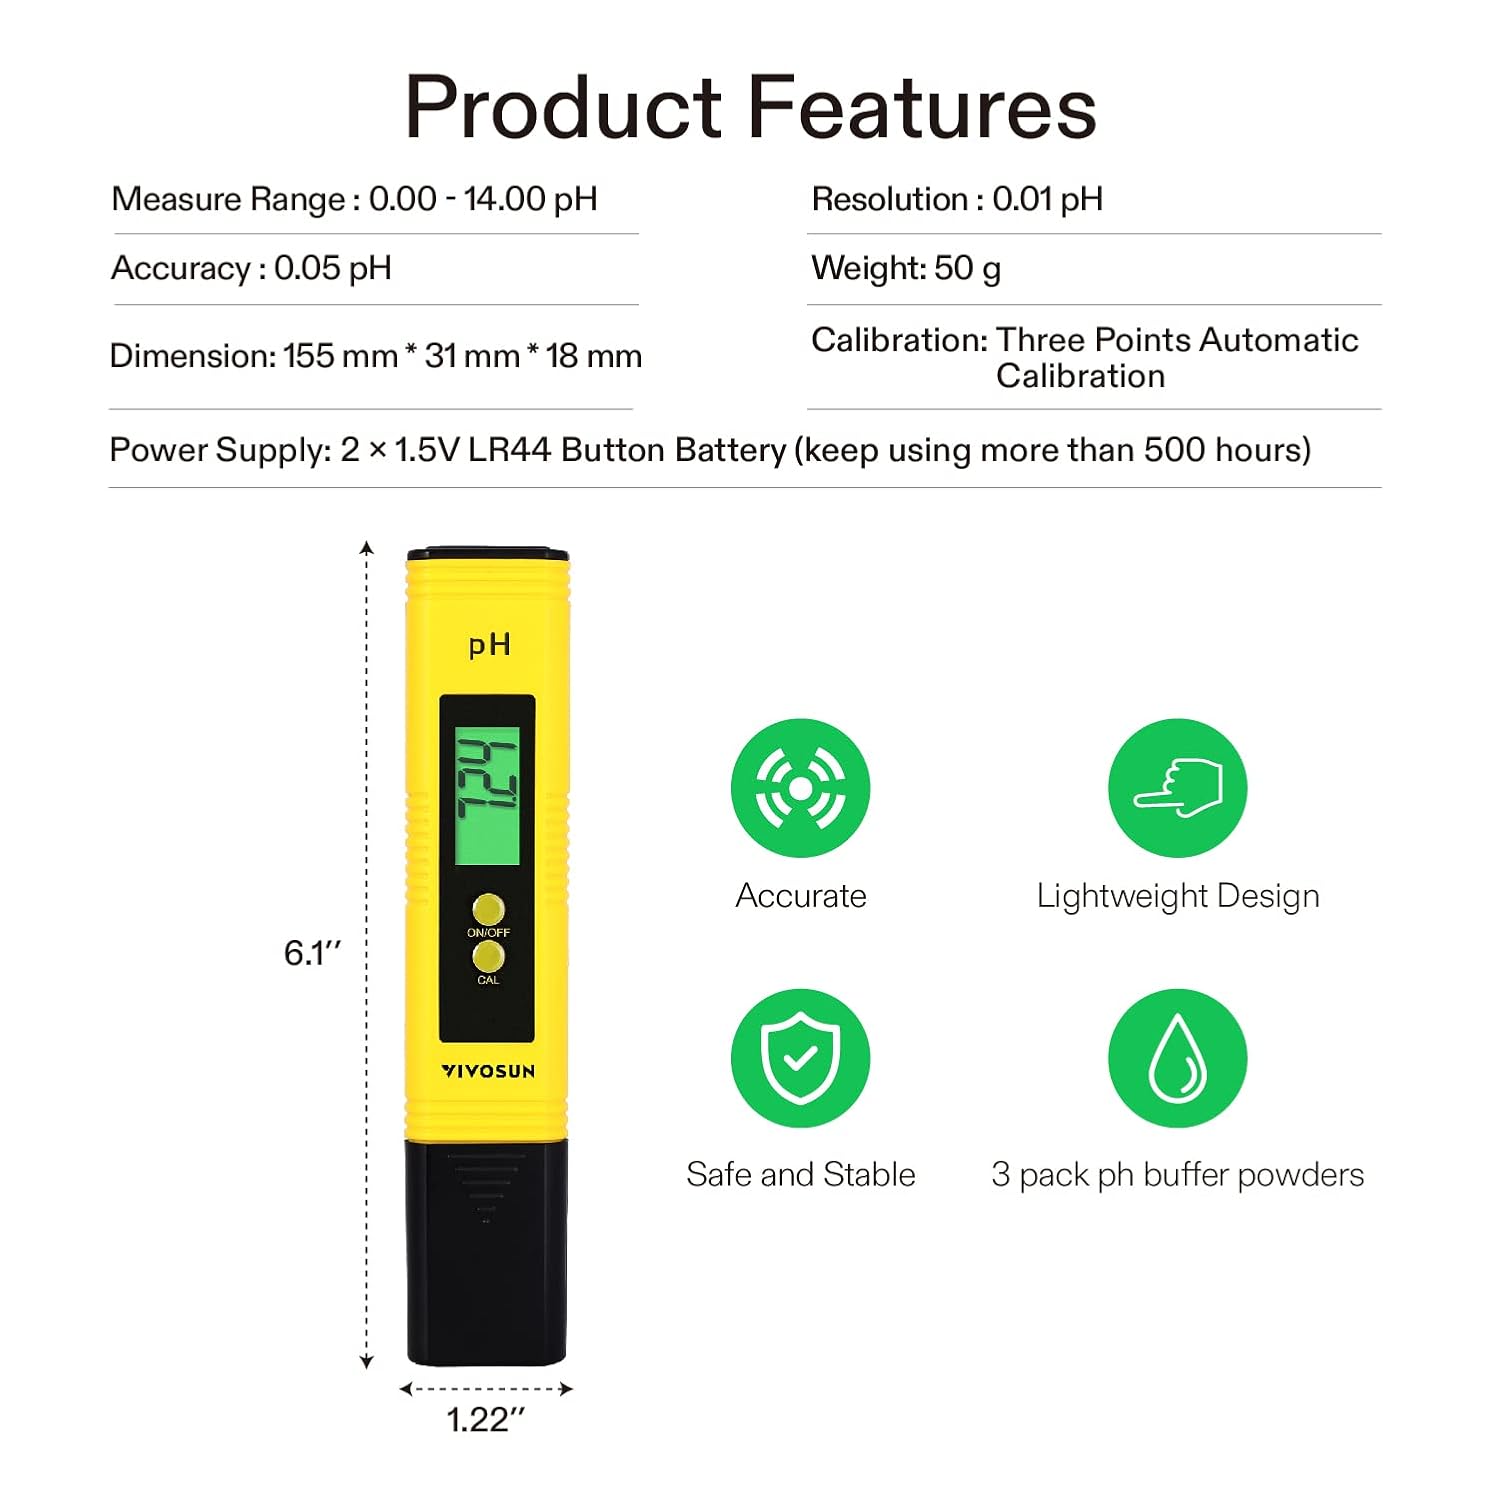 Product Features
Measure Range : 0.00 - 14.00 pH
Resolution : 0.01 pH
Accuracy : 0.05 pH
Weight: 50 g
Dimension: 155 mm * 31 mm * 18 mm
Calibration: Three Points Automatic
Calibration
Power Supply: 2 × 1.5V LR44 Button Battery (keep using more than 500 hours)
pH
7.24
ON/OFF
CAL
VIVOSUN
6.1’’
1.22’’
Accurate
Lightweight Design
Safe and Stable
3 pack ph buffer powders